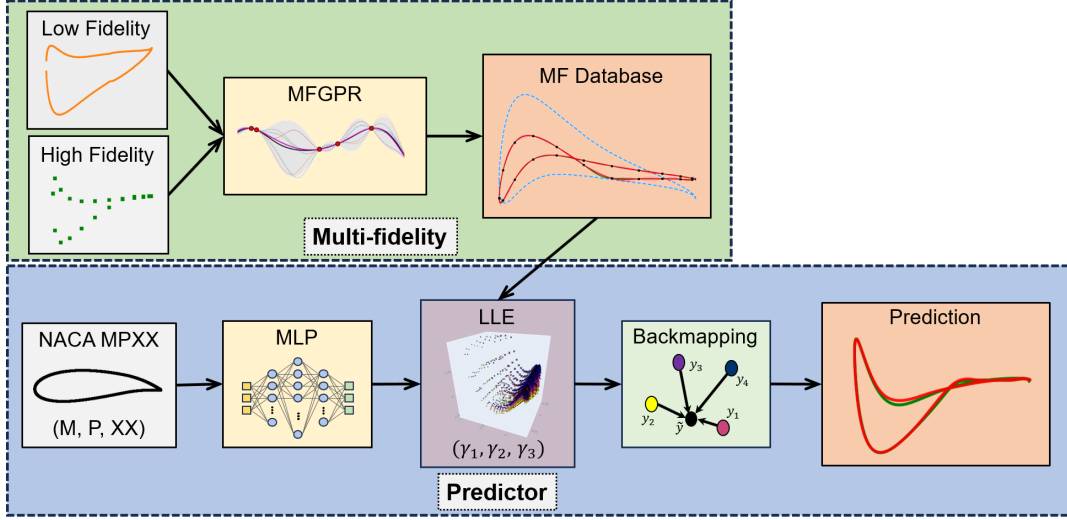 Low Fidelity
High Fidelity
MFGPR
MF Database
Multi-fidelity
NACA MPXX
(M, P, XX)
MLP
LLE
(γ₁, γ₂, γ₃)
Backmapping
y₃
y₄
y₂
ỹ
y₁
Prediction
Predictor